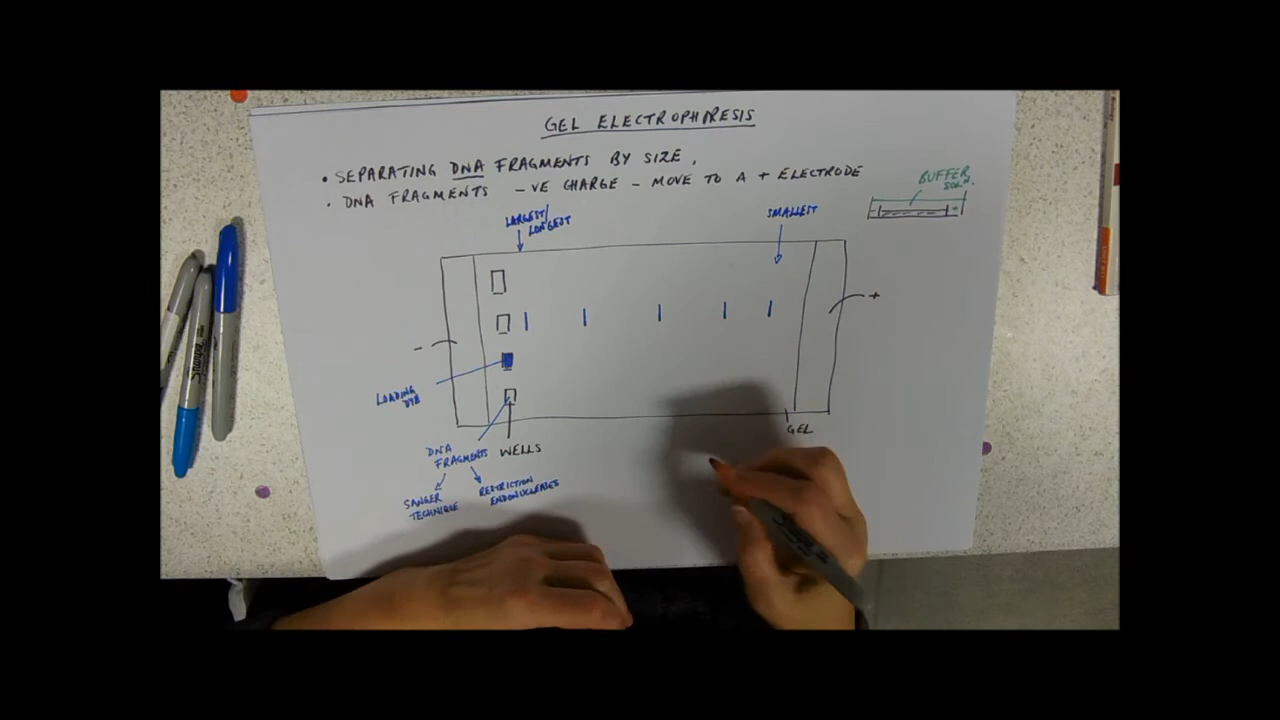 GEL ELECTROPHORESIS
• SEPARATING DNA FRAGMENTS BY SIZE.
• DNA FRAGMENTS -VE CHARGE - MOVE TO A + ELECTRODE
BUFFER
SOLN.
LARGEST/
LONGEST
SMALLEST
-
+
LOADING
DYE
DNA
FRAGMENTS
WELLS
GEL
SANGER
TECHNIQUE
RESTRICTION
ENDONUCLEASES